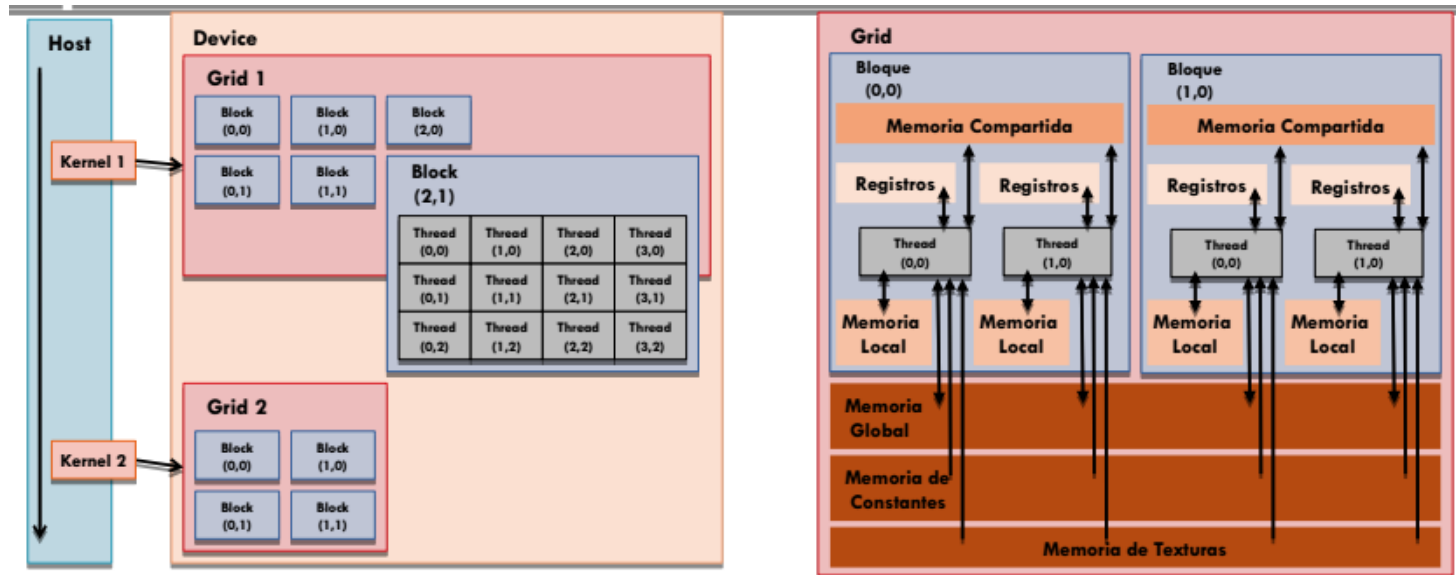 Host
Kernel 1
Kernel 2
Device
Grid 1
Block
(0,0)
Block
(1,0)
Block
(2,0)
Block
(0,1)
Block
(1,1)
Block
(2,1)
Thread
(0,0)
Thread
(1,0)
Thread
(2,0)
Thread
(3,0)
Thread
(0,1)
Thread
(1,1)
Thread
(2,1)
Thread
(3,1)
Thread
(0,2)
Thread
(1,2)
Thread
(2,2)
Thread
(3,2)
Grid 2
Block
(0,0)
Block
(1,0)
Block
(0,1)
Block
(1,1)
Grid
Bloque
(0,0)
Memoria Compartida
Registros
Registros
Thread
(0,0)
Thread
(1,0)
Memoria
Local
Memoria
Local
Bloque
(1,0)
Memoria Compartida
Registros
Registros
Thread
(0,0)
Thread
(1,0)
Memoria
Local
Memoria
Local
Memoria
Global
Memoria de
Constantes
Memoria de Texturas